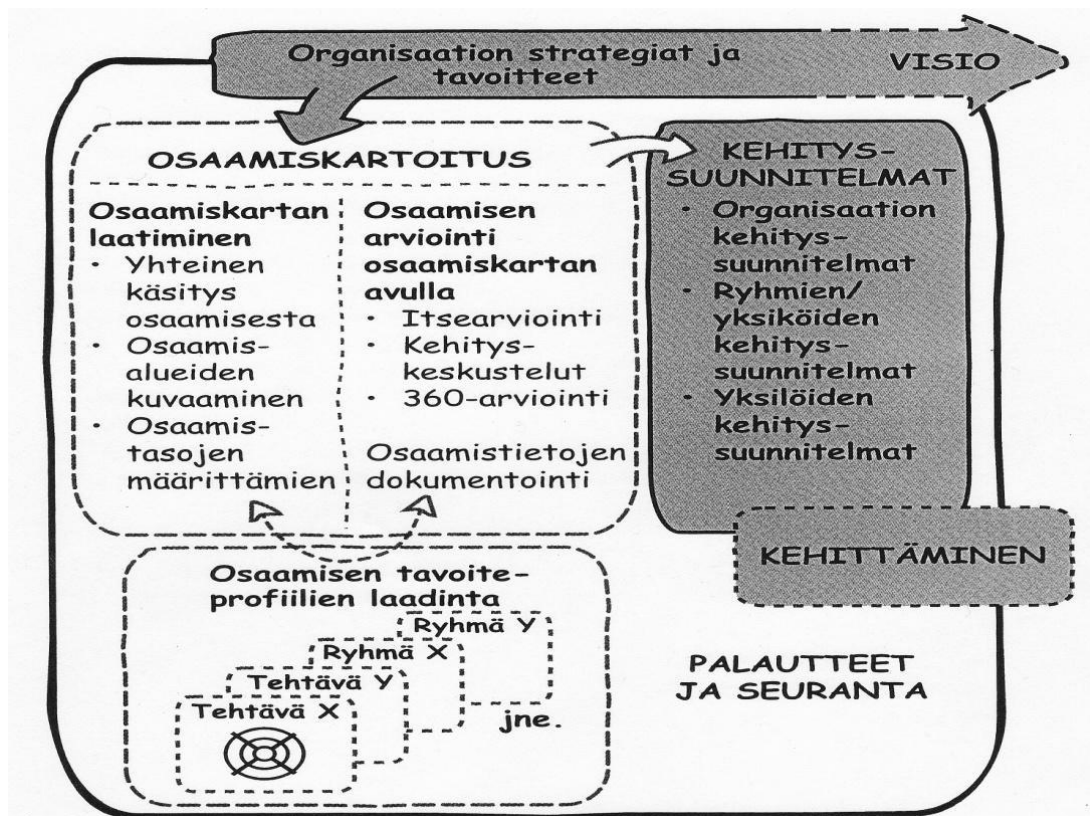 Organisaation strategiat ja
tavoitteet
VISIO
OSAAMISKARTOITUS
Osaamiskartan
laatiminen
• Yhteinen
käsitys
osaamisesta
• Osaamis-
alueiden
kuvaaminen
• Osaamis-
tasojen
määrittämien
Osaamisen
arviointi
osaamiskartan
avulla
• Itsearviointi
• Kehitys-
keskustelut
• 360-arviointi
Osaamistietojen
dokumentointi
KEHITYS-
SUUNNITELMAT
• Organisaation
kehitys-
suunnitelmat
• Ryhmien/
yksiköiden
kehitys-
suunnitelmat
• Yksilöiden
kehitys-
suunnitelmat
KEHITTÄMINEN
Osaamisen tavoite-
profiilien laadinta
Ryhmä Y
Ryhmä X
Tehtävä Y
Tehtävä X
jne.
PALAUTTEET
JA SEURANTA